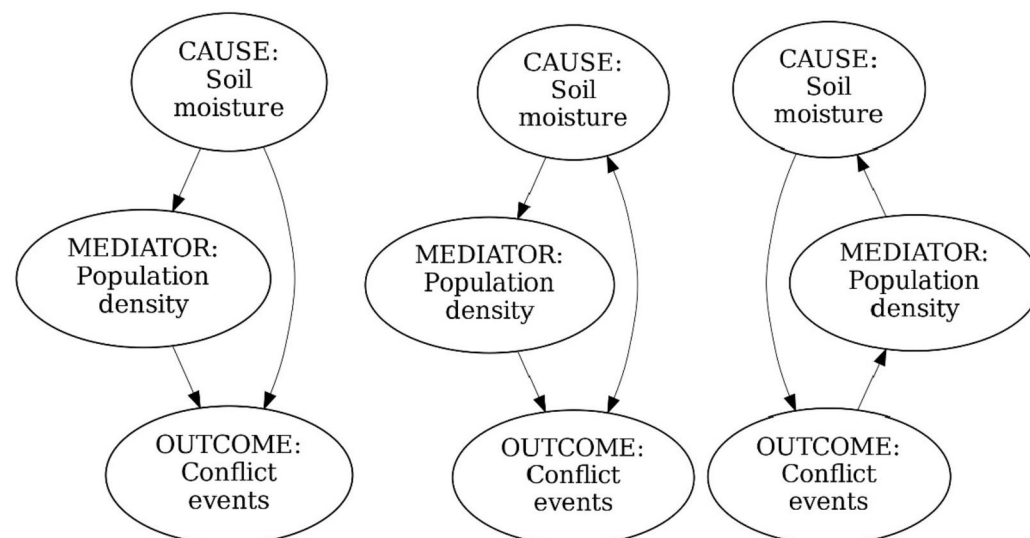 CAUSE:
Soil
moisture
MEDIATOR:
Population
density
OUTCOME:
Conflict
events
CAUSE:
Soil
moisture
MEDIATOR:
Population
density
OUTCOME:
Conflict
events
CAUSE:
Soil
moisture
MEDIATOR:
Population
density
OUTCOME:
Conflict
events